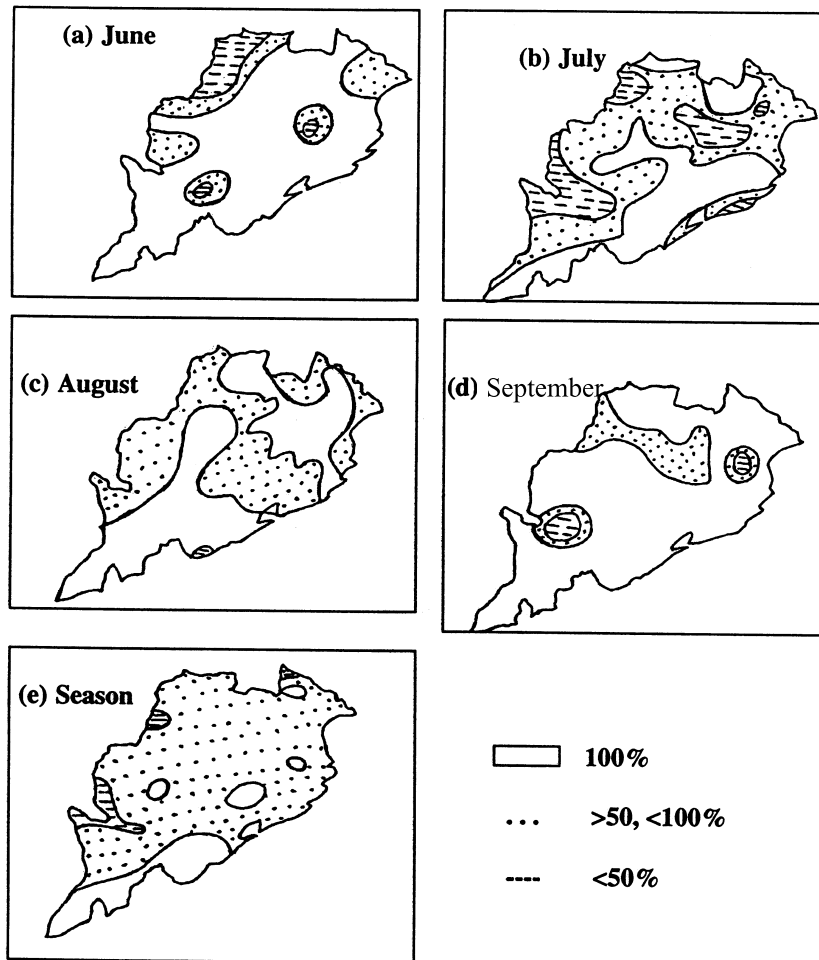 (a) June
(b) July
(c) August
(d) September
(e) Season
100%
>50, <100%
<50%